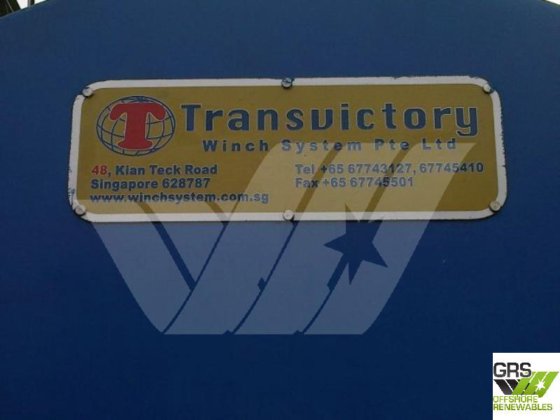 T Transvictory
Winch System Pte Ltd
48, Kian Teck Road
Singapore 628787
www.winchsystem.com.sg
Tel +65 67743127, 67745410
Fax +65 67745501
GRS
OFFSHORE
RENEWABLES